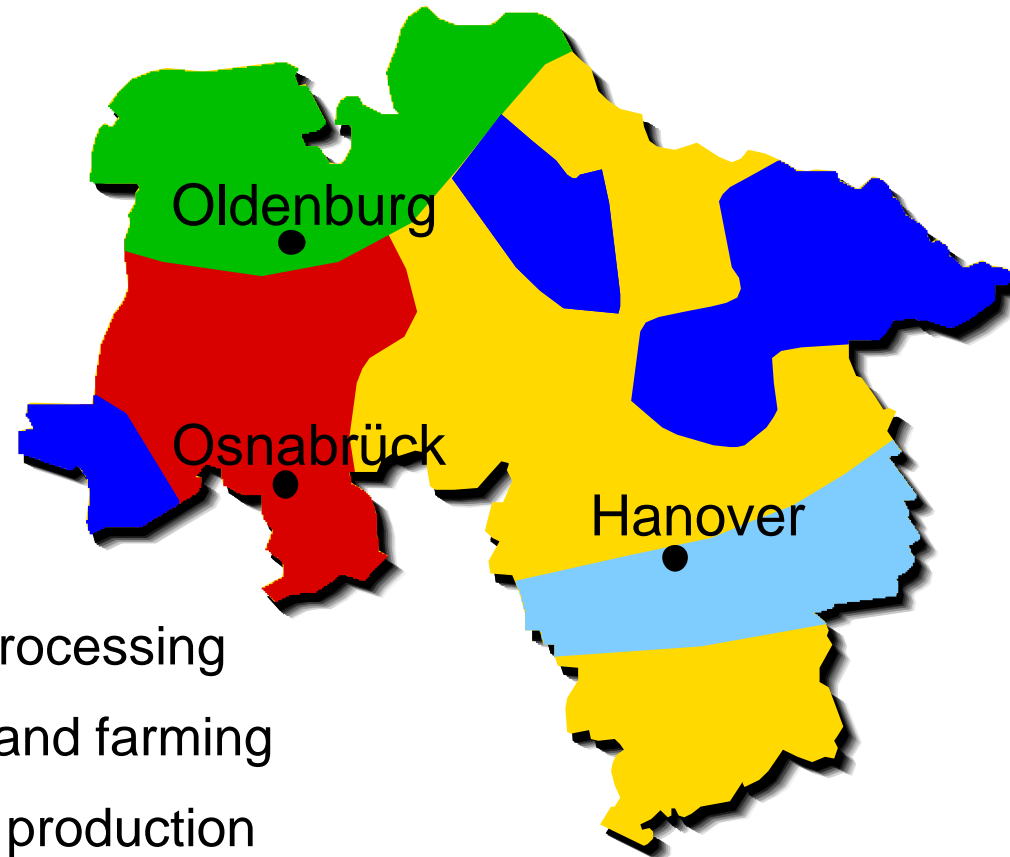 Oldenburg
Osnabrück
Hanover
rocessing
and farming
production